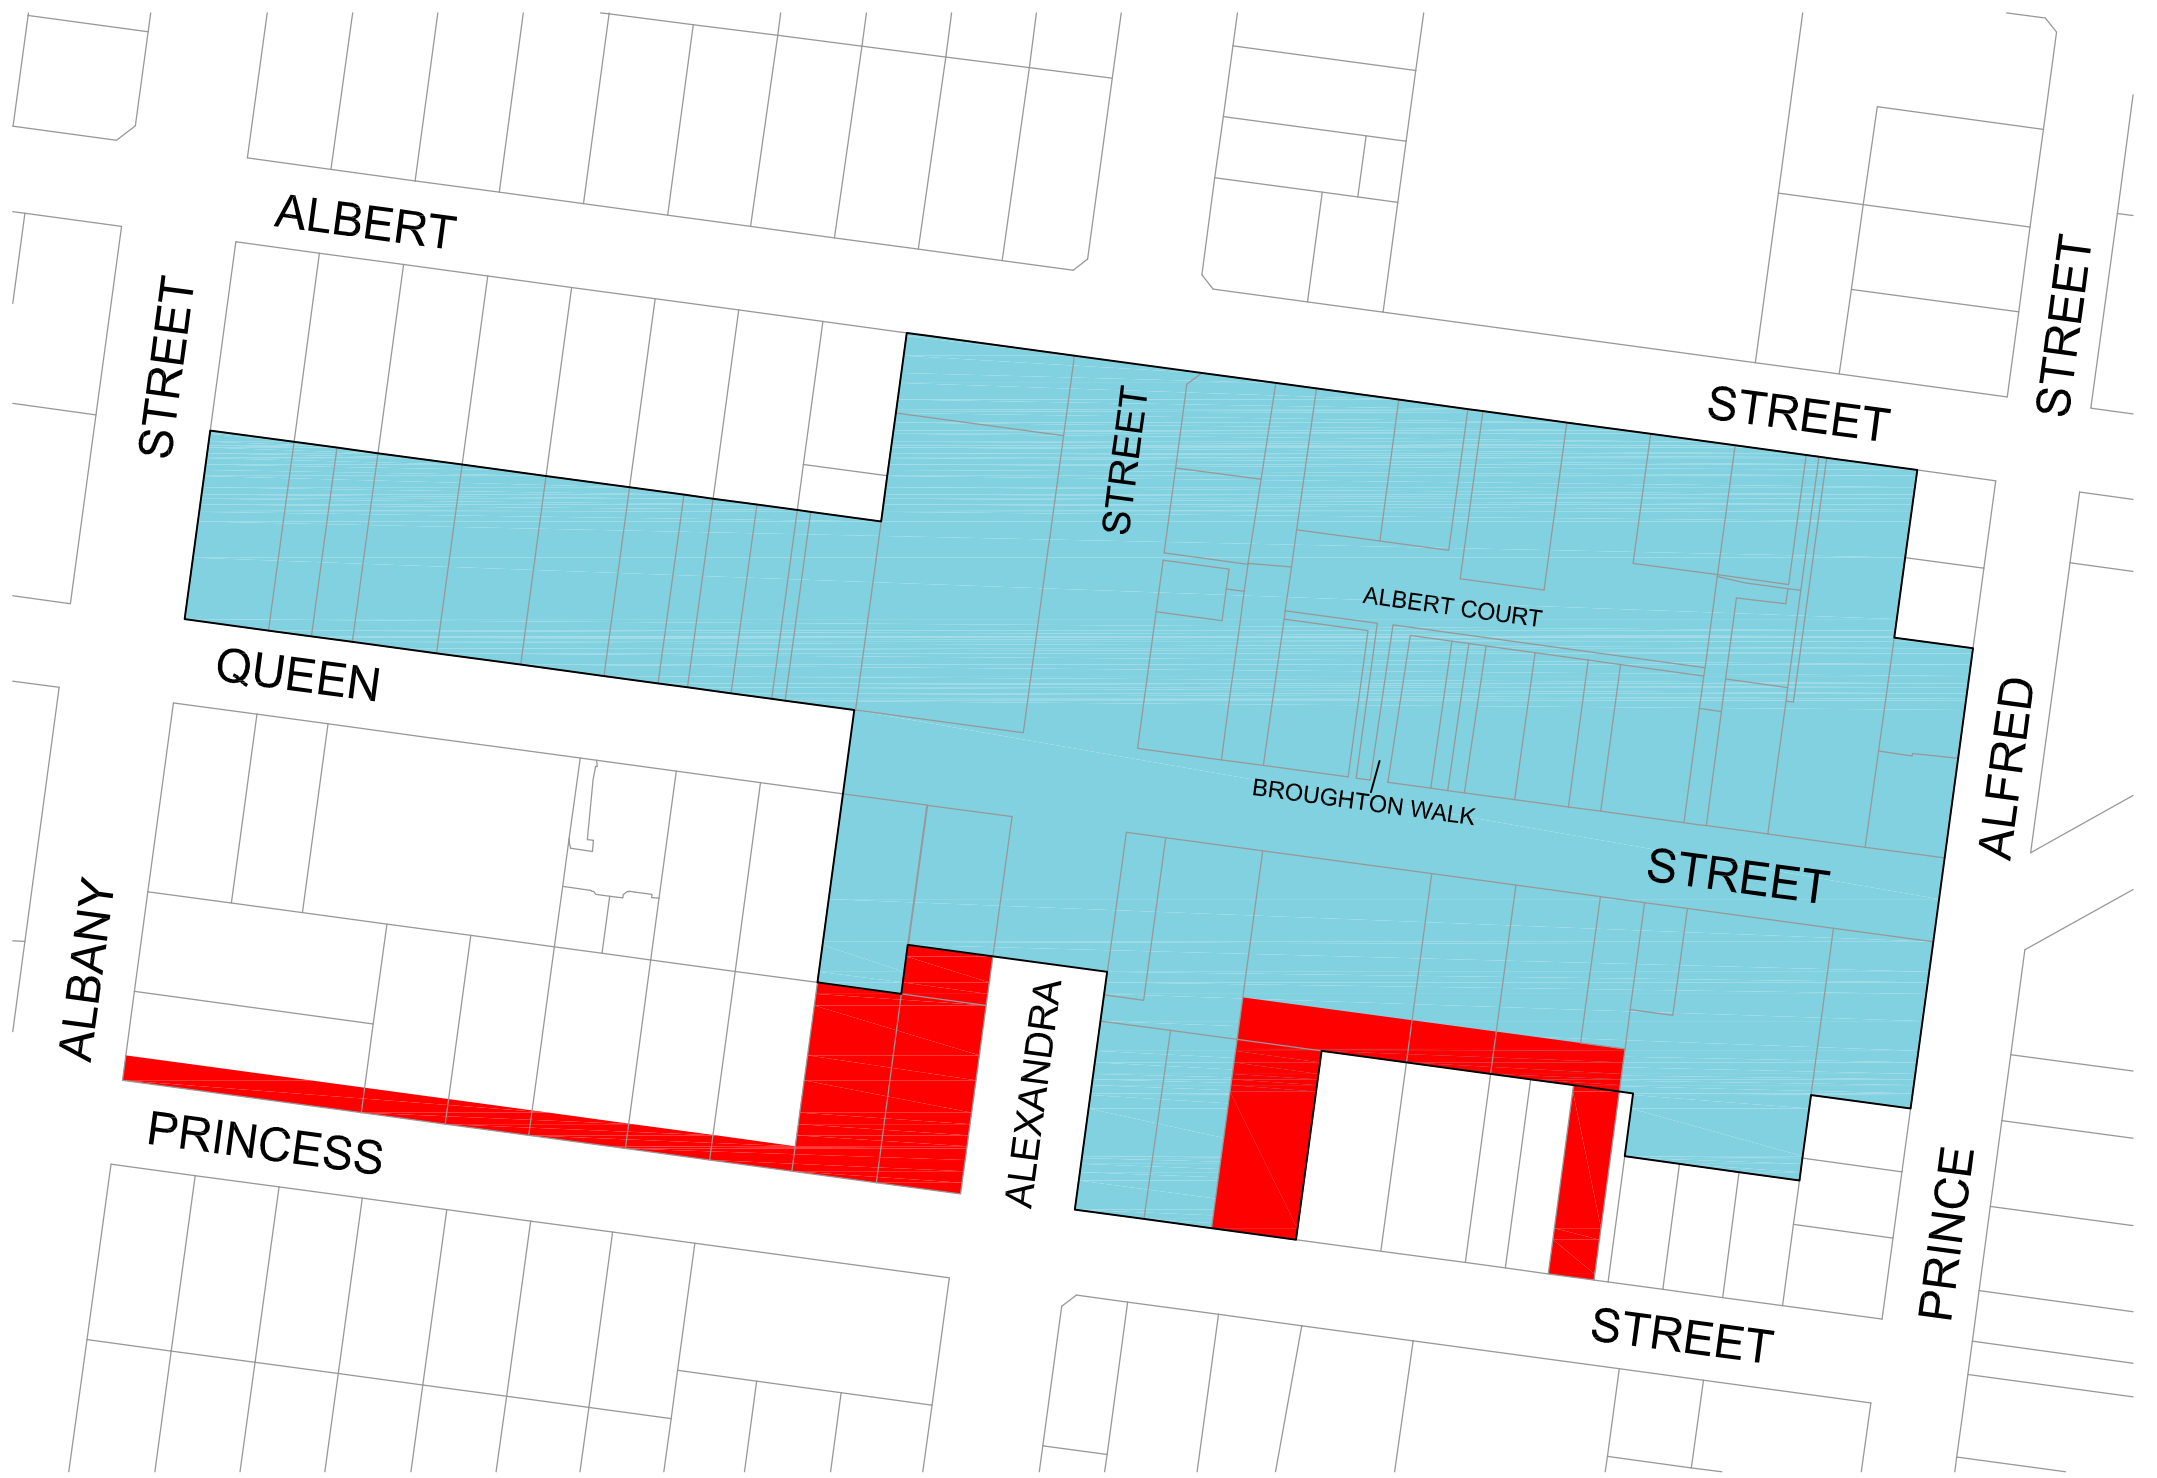 ALBERT
STREET
STREET
STREET
STREET
ALBERT COURT
QUEEN
ALFRED
BROUGHTON WALK
STREET
ALBANY
ALEXANDRA
PRINCESS
PRINCE
STREET